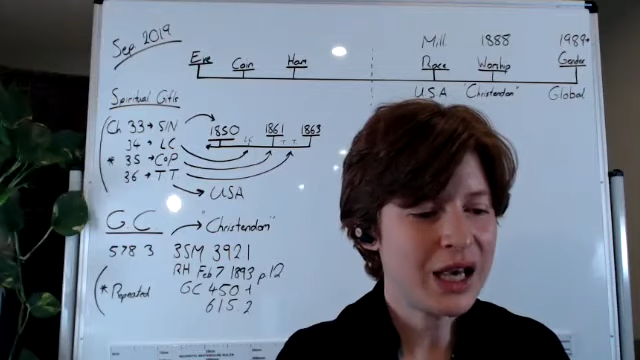 Sep 2019
Mill 1888 1989+
Eve Cain Ham Race Worship Gender
USA "Christendom" Global
Spiritual Gifts
Ch 33 → SIN 1850 1861 1863
34 → LC LC T T
* 35 → CoP
36 → TT
→ USA
G.C → "Christendom"
578 3 3SM 392 1
RH Feb 7 1893 p.12
* Repeated GC 450 1
615 2